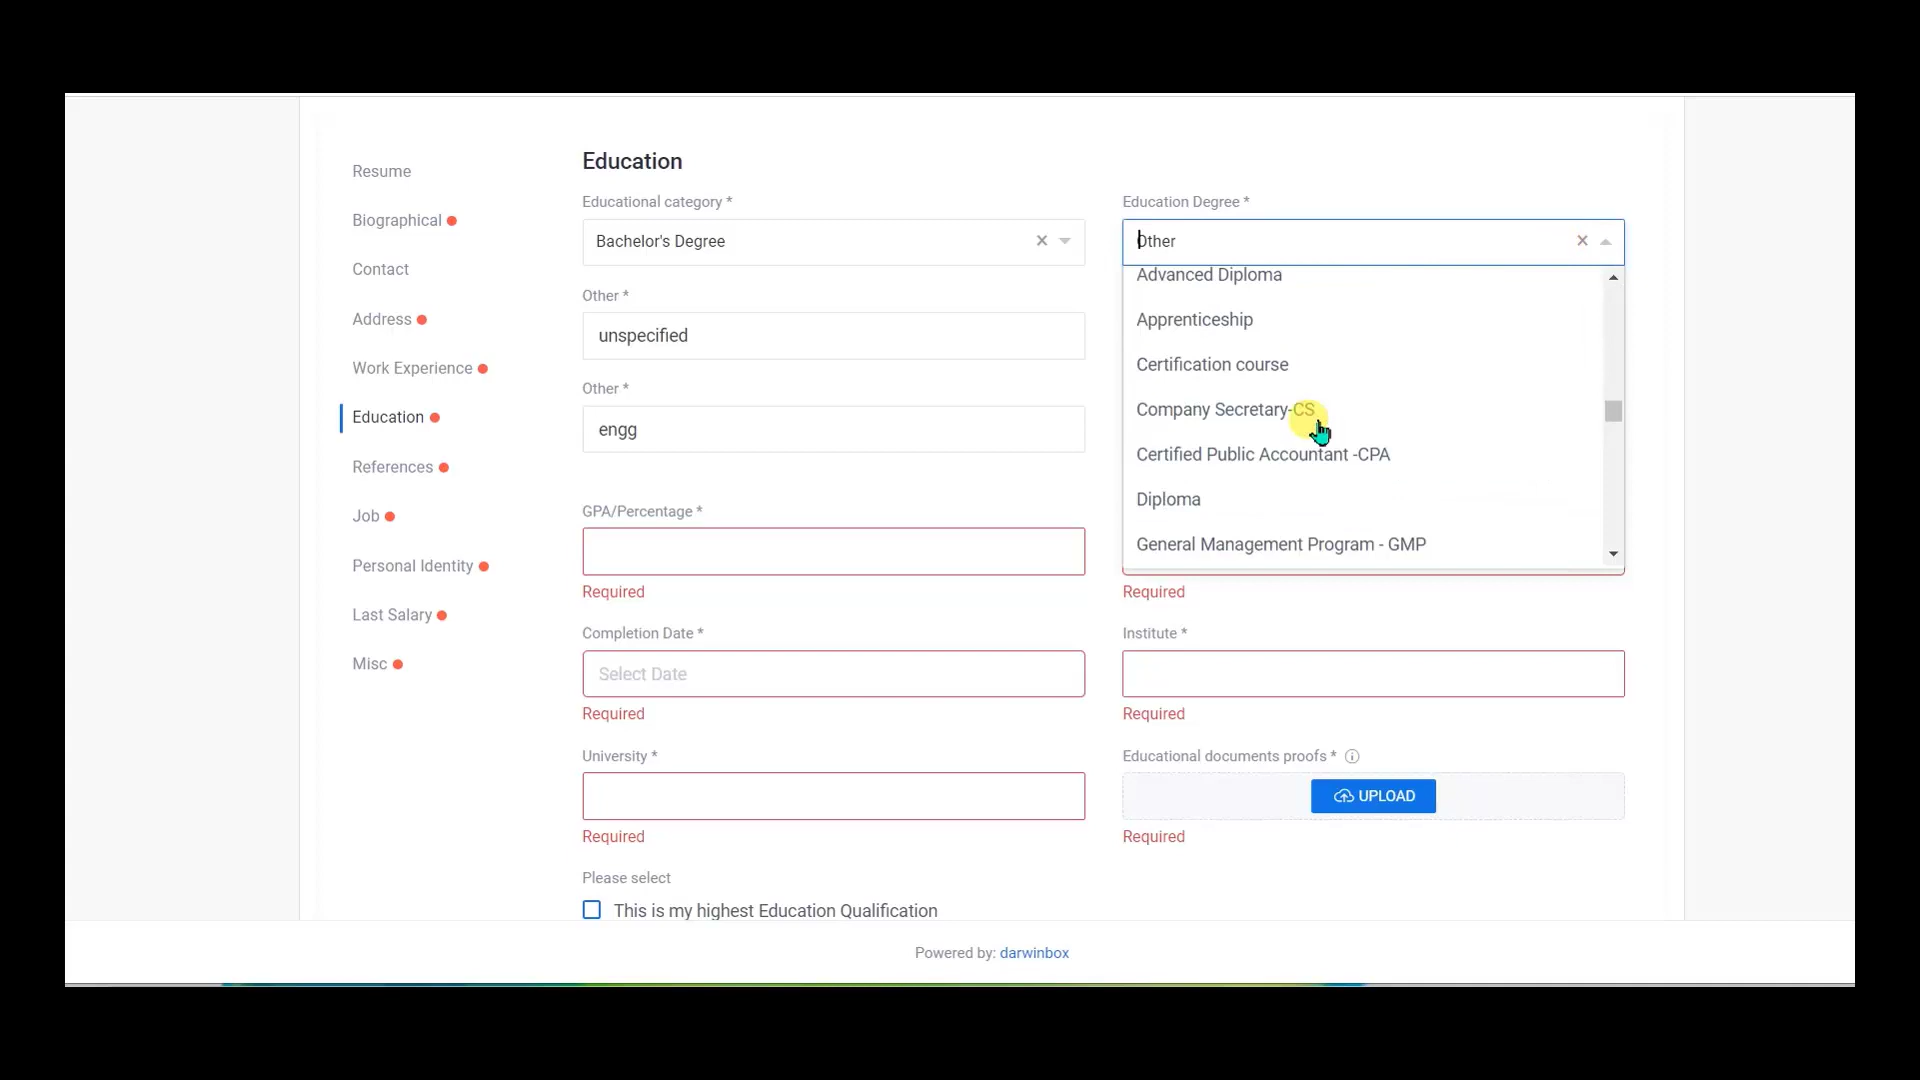 Resume
Biographical
Contact
Address
Work Experience
Education
References
Job
Personal Identity
Last Salary
Misc
Education
Educational category *
Bachelor's Degree
Education Degree *
Other
Advanced Diploma
Apprenticeship
Certification course
Company Secretary-CS
Certified Public Accountant -CPA
Diploma
General Management Program - GMP
Other *
unspecified
Other *
engg
GPA/Percentage *
Required
Required
Completion Date *
Select Date
Required
Institute *
Required
University *
Required
Educational documents proofs *
UPLOAD
Required
Please select
This is my highest Education Qualification
Powered by: darwinbox